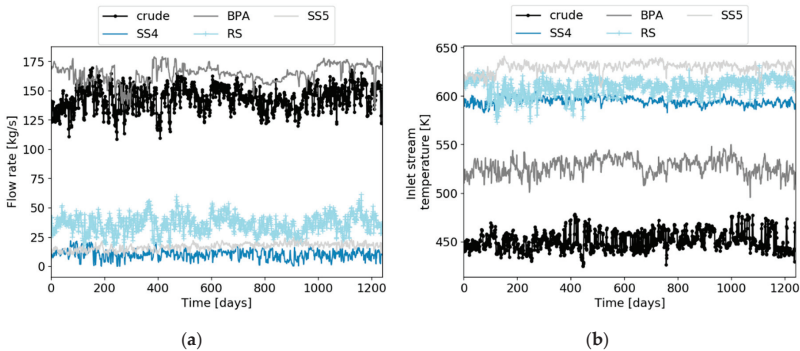 crude BPA SS5
SS4 RS
Flow rate [kg/s]
175
150
125
100
75
50
25
0
0 200 400 600 800 1000 1200
Time [days]
(a)
crude BPA SS5
SS4 RS
Inlet stream
temperature [K]
650
600
550
500
450
0 200 400 600 800 1000 1200
Time [days]
(b)